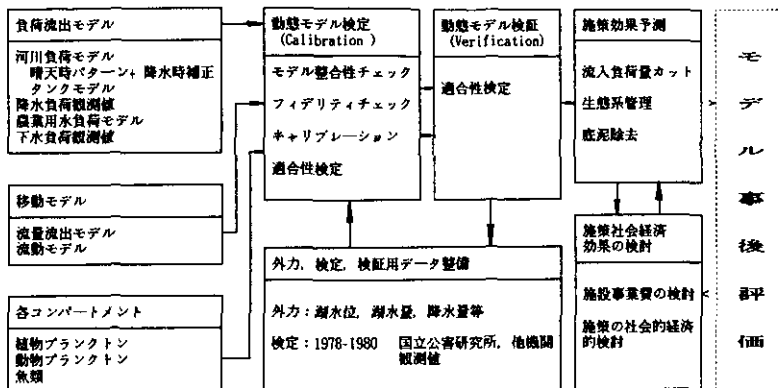 負荷流出モデル
河川負荷モデル
晴天時パターン+ 降水時補正
タンクモデル
降水負荷観測値
農業用水負荷モデル
下水負荷観測値
移動モデル
流量流出モデル
流動モデル
各コンパートメント
植物プランクトン
動物プランクトン
魚類
動態モデル検定
(Calibration )
モデル整合性チェック
フィデリティチェック
キャリブレーション
適合性検定
動態モデル検証
(Verification)
適合性検定
外力, 検定, 検証用データ整備
外力:湖水位, 湖水量, 降水量等
検定:1978-1980 国立公害研究所, 他機関
観測値
施策効果予測
流入負荷量カット
生態系管理
底泥除去
施策社会経済
効果の検討
施設事業費の検討
施策の社会的経済
的検討
モデル事後評価